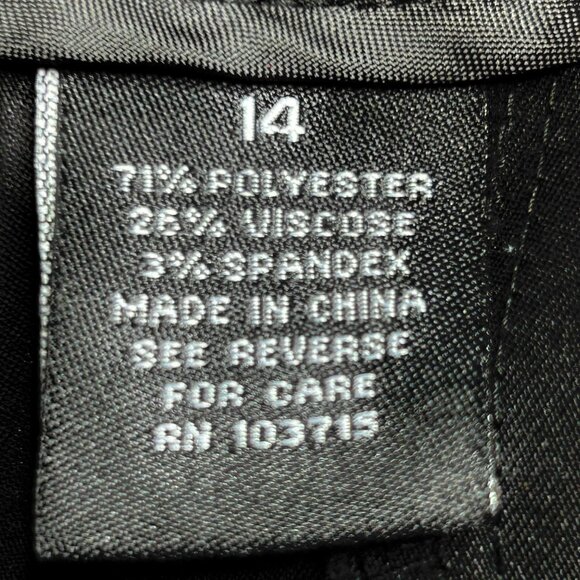 14
71% POLYESTER
26% VISCOSE
3% SPANDEX
MADE IN CHINA
SEE REVERSE
FOR CARE
RN 103715